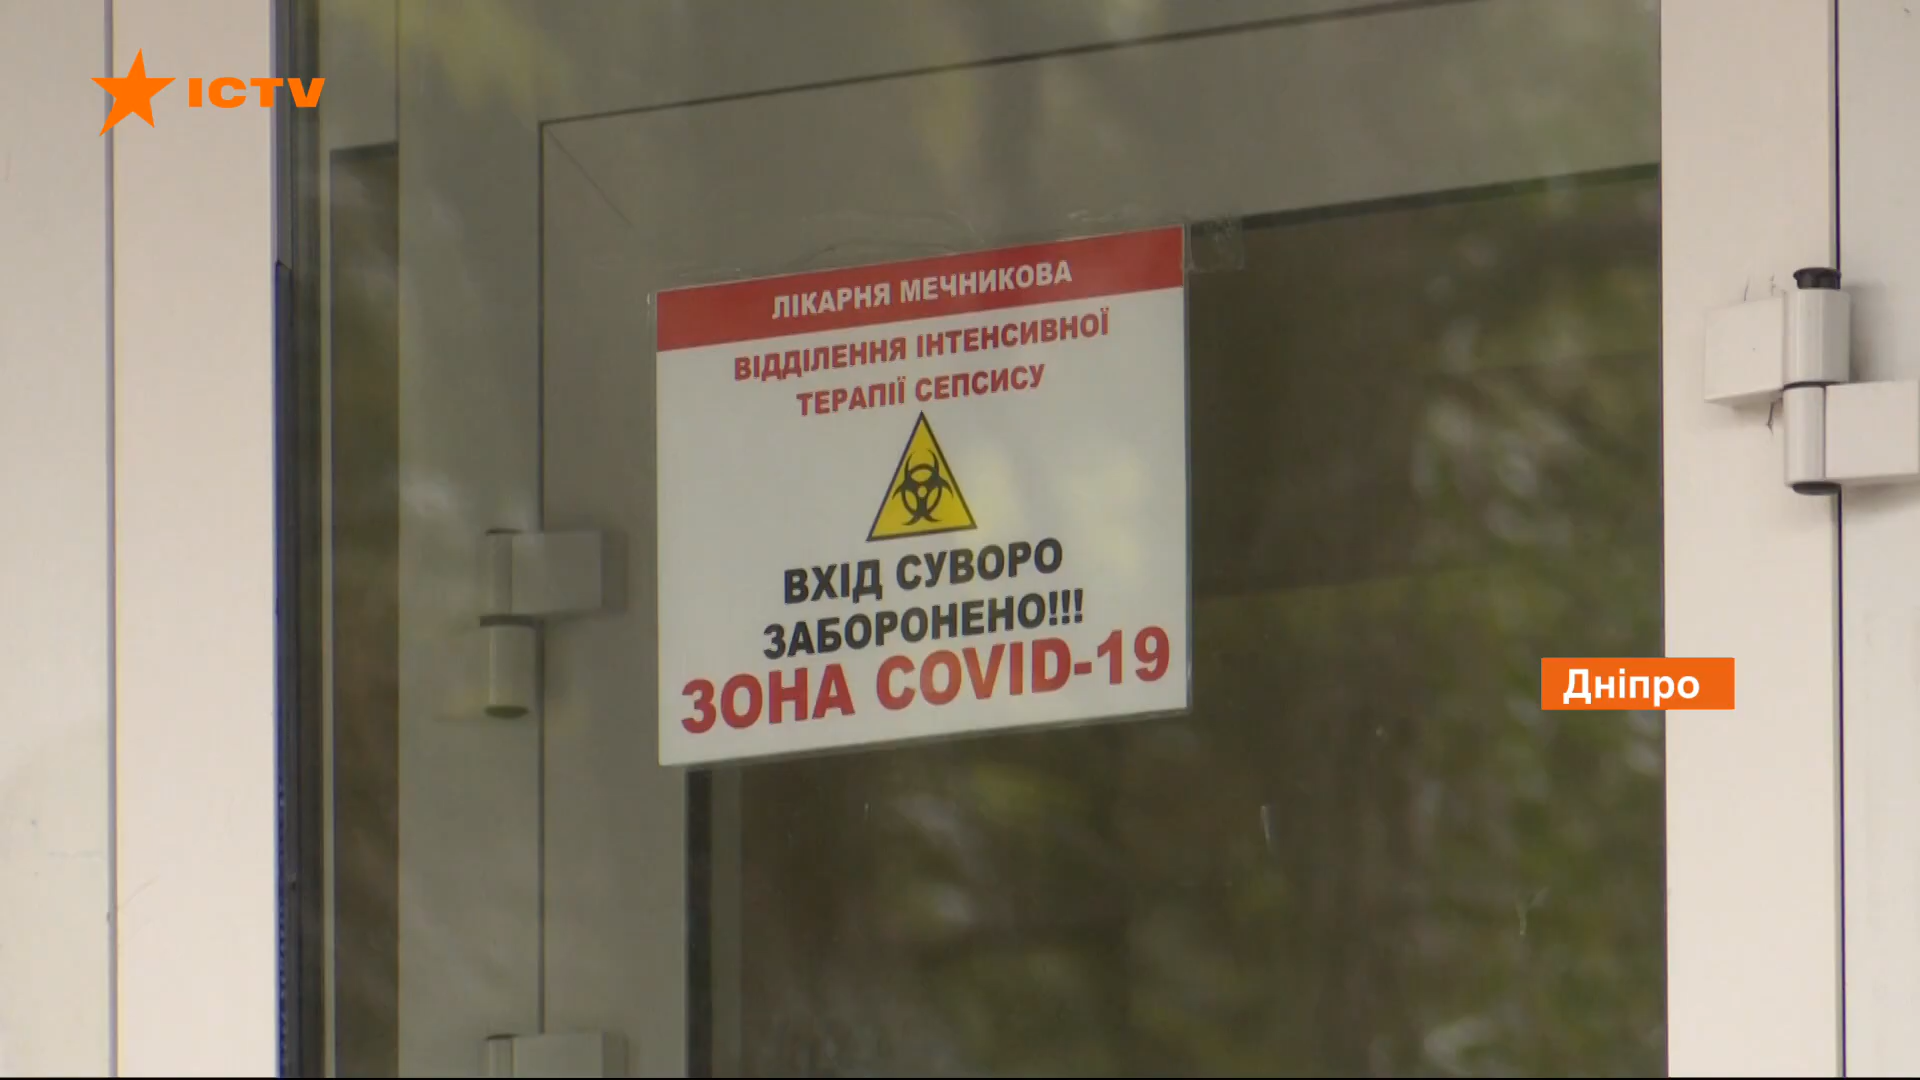 ICTV
ЛІКАРНЯ МЕЧНИКОВА
ВІДДІЛЕННЯ ІНТЕНСИВНОЇ
ТЕРАПІЇ СЕПСИСУ
ВХІД СУВОРО
ЗАБОРОНЕНО!!!
ЗОНА COVID-19
Дніпро